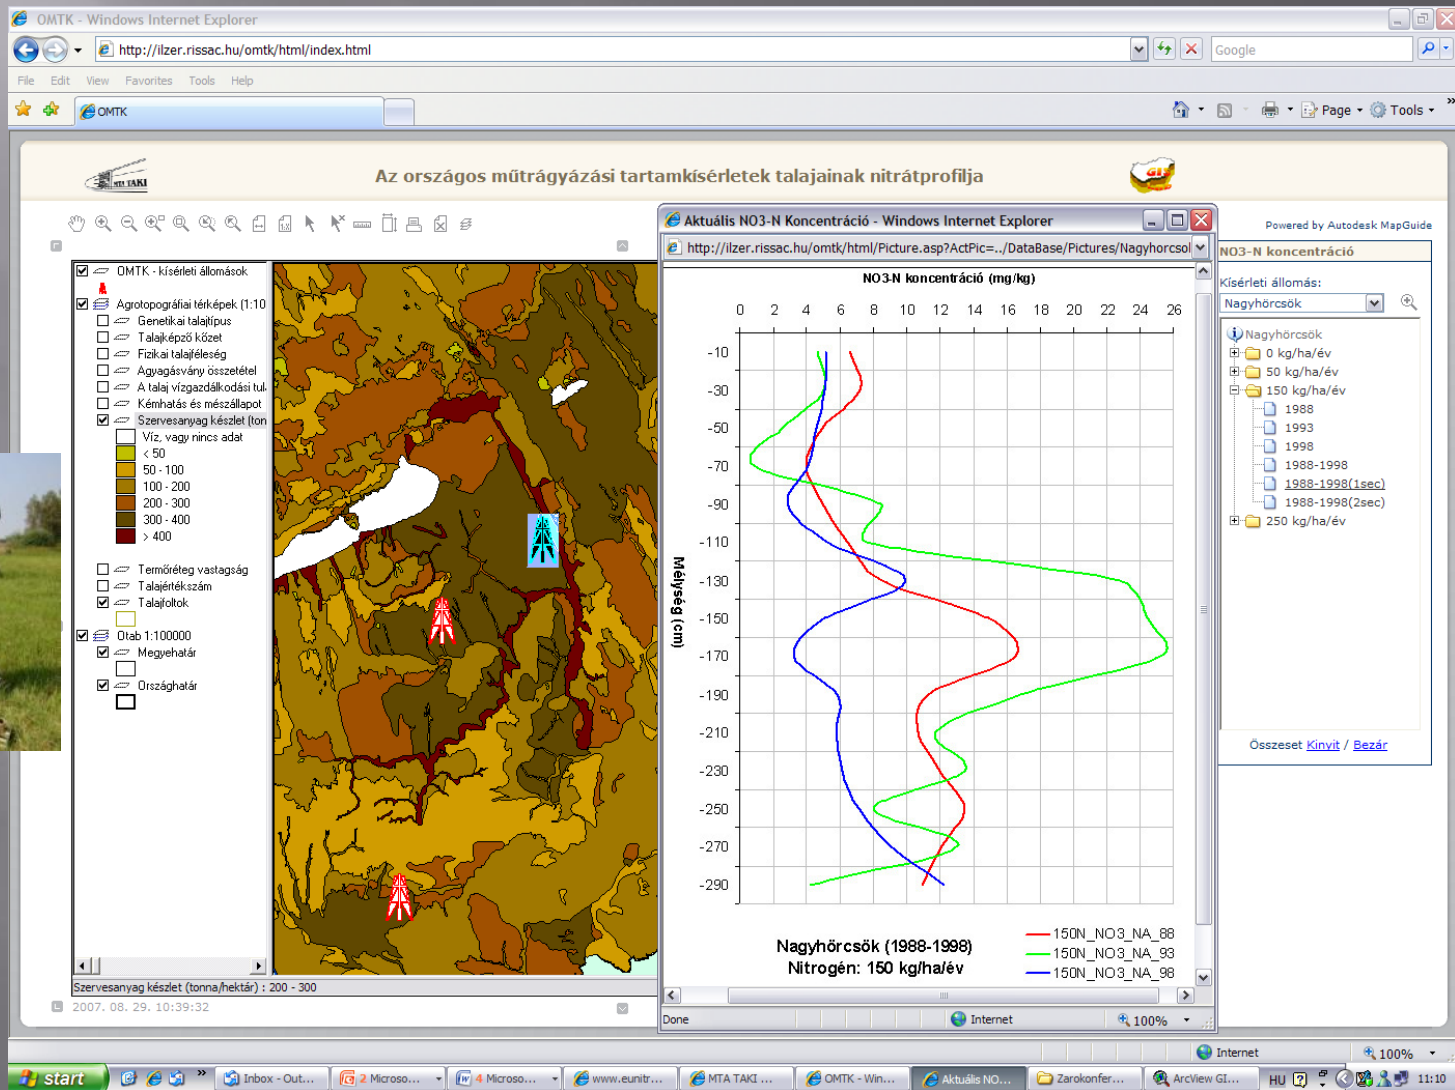 OMTK - Windows Internet Explorer
http://ilzer.rissac.hu/omtk/html/index.html
Google
File Edit View Favorites Tools Help
OMTK
Page
Tools
MTA TAKI
Az országos műtrágyázási tartamkísérletek talajainak nitrátprofilja
GIS
Powered by Autodesk MapGuide
OMTK - kísérleti állomások
Agrotopográfiai térképek (1:10
Genetikai talajtípus
Talajképző kőzet
Fizikai talajféleség
Agyagásvány összetétel
A talaj vízgazdálkodási tul
Kémhatás és mészállapot
Szervesanyag készlet (ton
Víz, vagy nincs adat
< 50
50 - 100
100 - 200
200 - 300
300 - 400
> 400
Termőréteg vastagság
Talajértékszám
Talajfoltok
Otab 1:100000
Megyehatár
Országhatár
Szervesanyag készlet (tonna/hektár) : 200 - 300
2007. 08. 29. 10:39:32
Aktuális NO3-N Koncentráció - Windows Internet Explorer
http://ilzer.rissac.hu/omtk/html/Picture.asp?ActPic=../DataBase/Pictures/Nagyhorcsol
NO3-N koncentráció (mg/kg)
0 2 4 6 8 10 12 14 16 18 20 22 24 26
-10
-30
-50
-70
-90
-110
-130
-150
-170
-190
-210
-230
-250
-270
-290
Mélység (cm)
Nagyhörcsök (1988-1998)
Nitrogén: 150 kg/ha/év
150N_NO3_NA_88
150N_NO3_NA_93
150N_NO3_NA_98
Done
Internet
100%
NO3-N koncentráció
Kísérleti állomás:
Nagyhörcsök
Nagyhörcsök
0 kg/ha/év
50 kg/ha/év
150 kg/ha/év
1988
1993
1998
1988-1998
1988-1998(1sec)
1988-1998(2sec)
250 kg/ha/év
Összeset Kinyit / Bezár
Internet
100%
start
Inbox - Out...
2 Microso...
4 Microso...
www.eunitr...
MTA TAKI ...
OMTK - Win...
Aktuális NO...
Zarokonfer...
ArcView GI...
HU
11:10